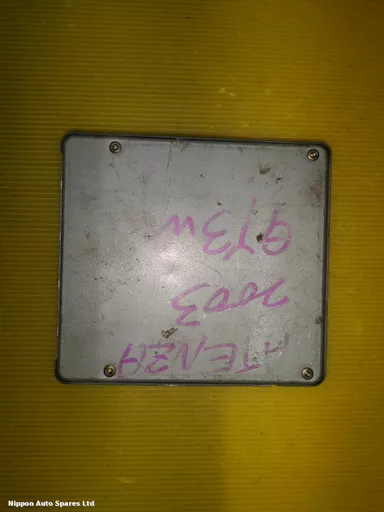 ATENZA
2003
GY3W
Nippon Auto Spares Ltd